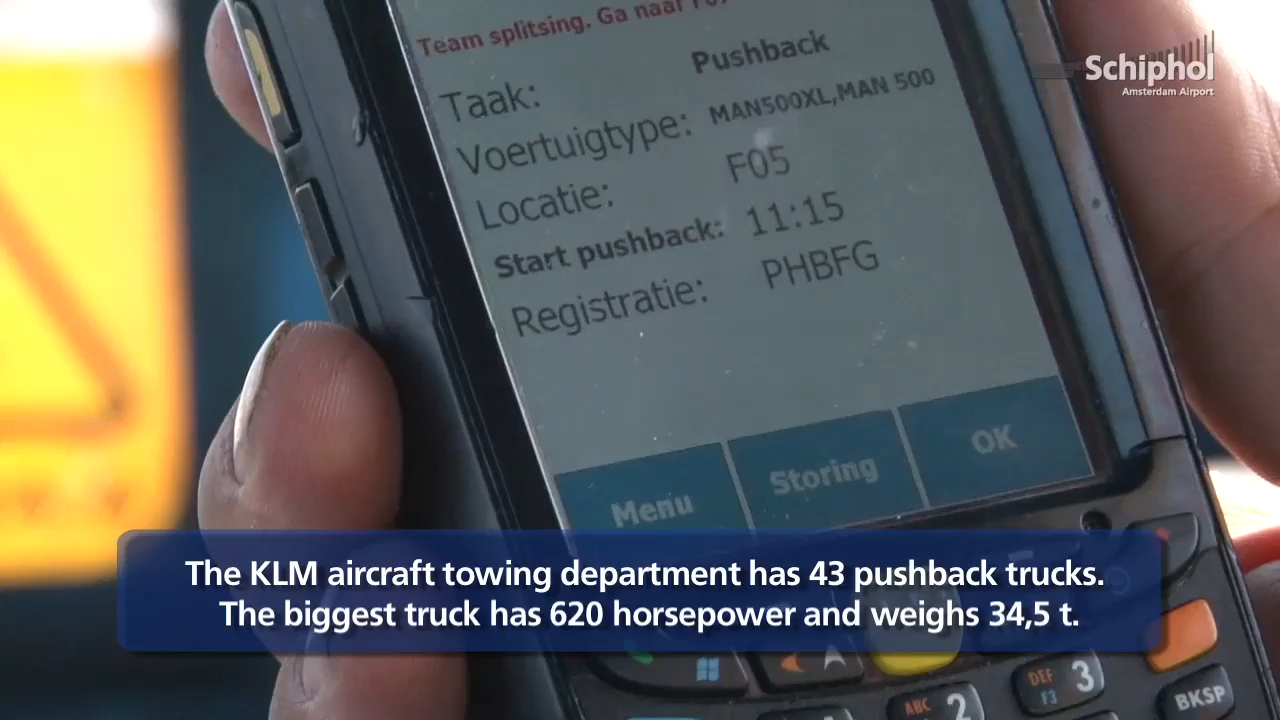 Team splitsing. Ga naar
Pushback
Taak:
Voertuigtype: MAN500XL,MAN 500
Locatie: F05
Start pushback: 11:15
Registratie: PHBFG
Menu Storing OK
Schiphol
Amsterdam Airport
The KLM aircraft towing department has 43 pushback trucks.
The biggest truck has 620 horsepower and weighs 34,5 t.
ABC 2
DEF 3
F3
BKSP